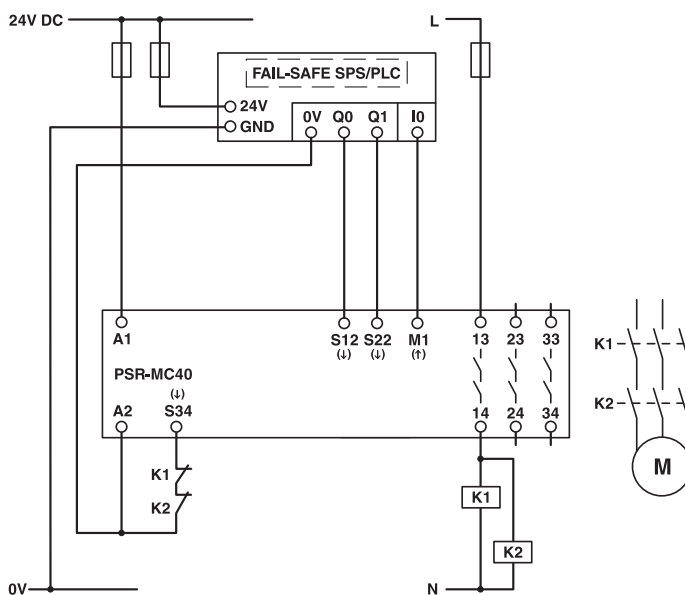 24V DC
L
FAIL-SAFE SPS/PLC
24V
GND
0V Q0 Q1 I0
A1
S12 S22 M1 13 23 33
(↓) (↓) (↑)
PSR-MC40
(↓)
A2 S34
14 24 34
K1
K2
K1
K2
K1
K2
M
0V
N